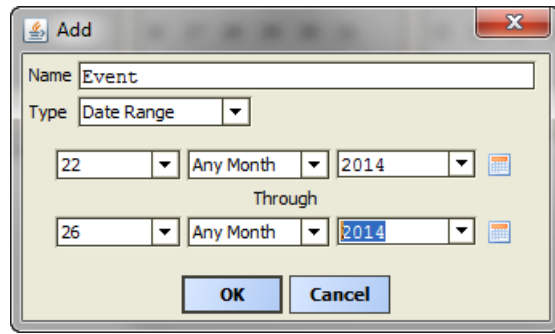 Add
Name Event
Type Date Range
22 Any Month 2014
Through
26 Any Month 2014
OK Cancel